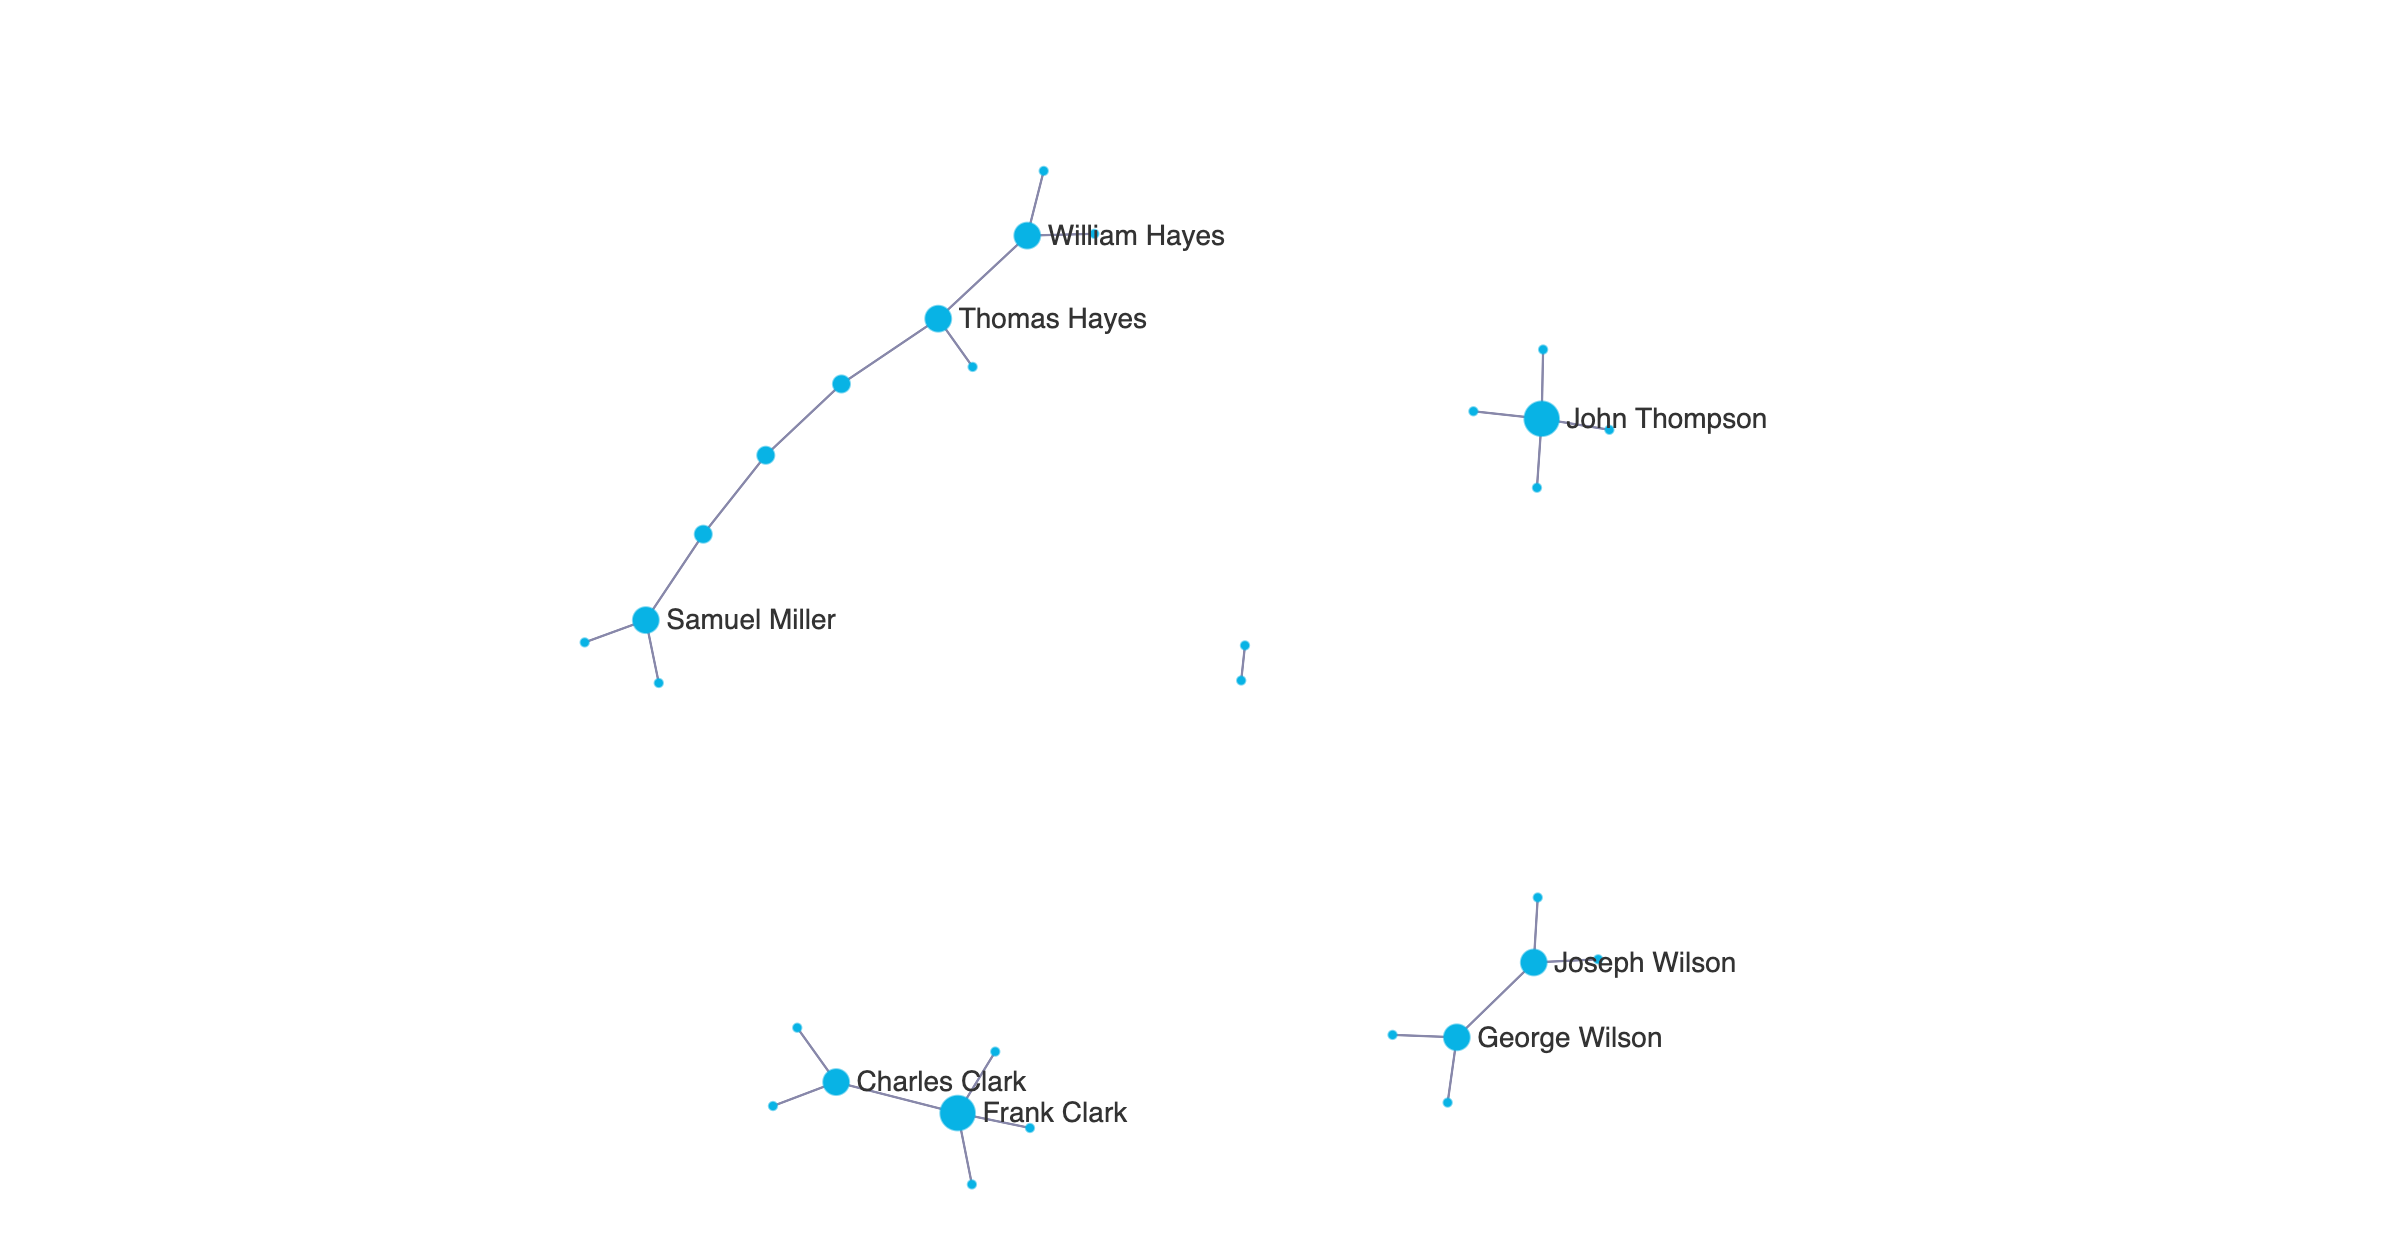 William Hayes
Thomas Hayes
John Thompson
Samuel Miller
Joseph Wilson
George Wilson
Charles Clark
Frank Clark